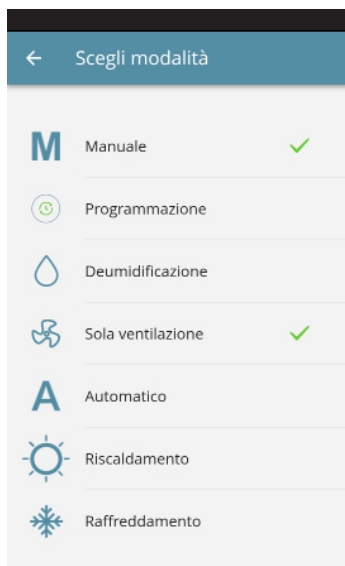 Scegli modalità
M Manuale
Programmazione
Deumidificazione
Sola ventilazione
A Automatico
Riscaldamento
Raffreddamento